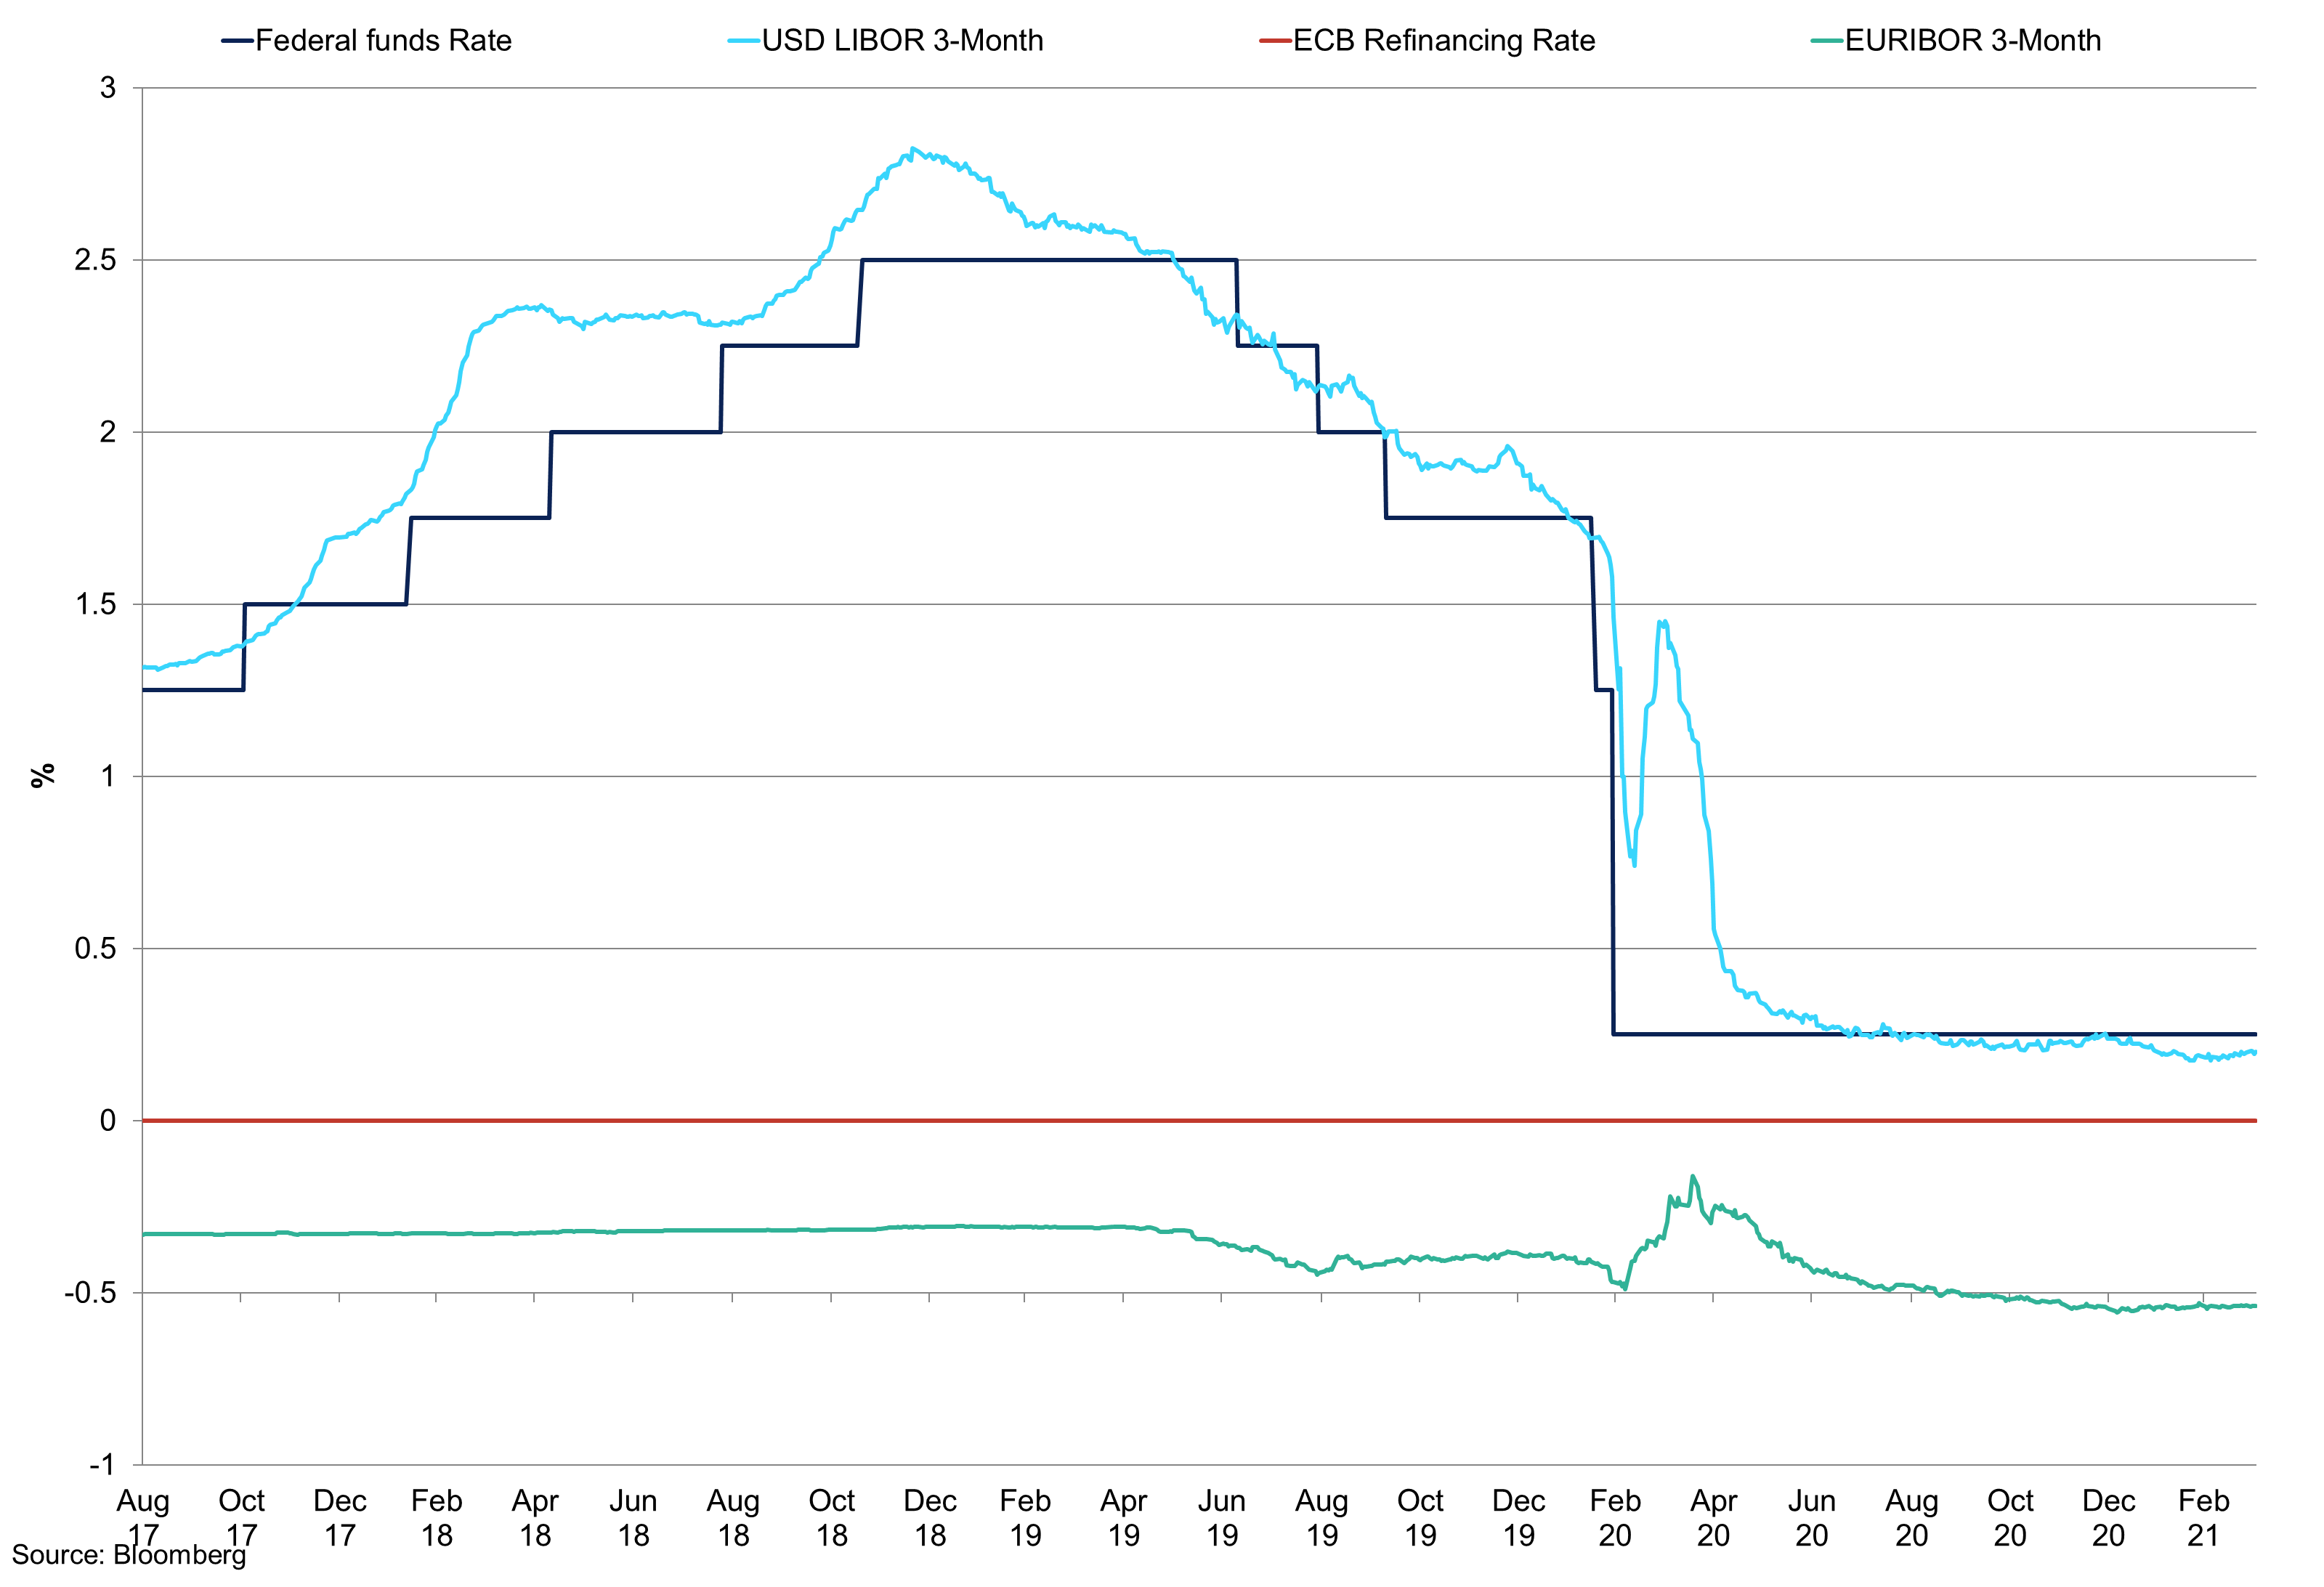 Federal funds Rate USD LIBOR 3-Month ECB Refinancing Rate EURIBOR 3-Month
3
2.5
2
1.5
1
0.5
0
-0.5
-1
%
Aug Oct Dec Feb Apr Jun Aug Oct Dec Feb Apr Jun Aug Oct Dec Feb Apr Jun Aug Oct Dec Feb
17 17 17 18 18 18 18 18 18 19 19 19 19 19 19 20 20 20 20 20 20 21
Source: Bloomberg